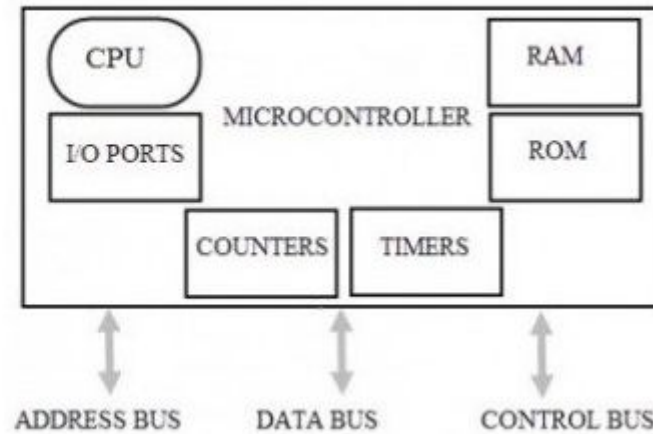 CPU
RAM
MICROCONTROLLER
I/O PORTS
ROM
COUNTERS
TIMERS
ADDRESS BUS
DATA BUS
CONTROL BUS